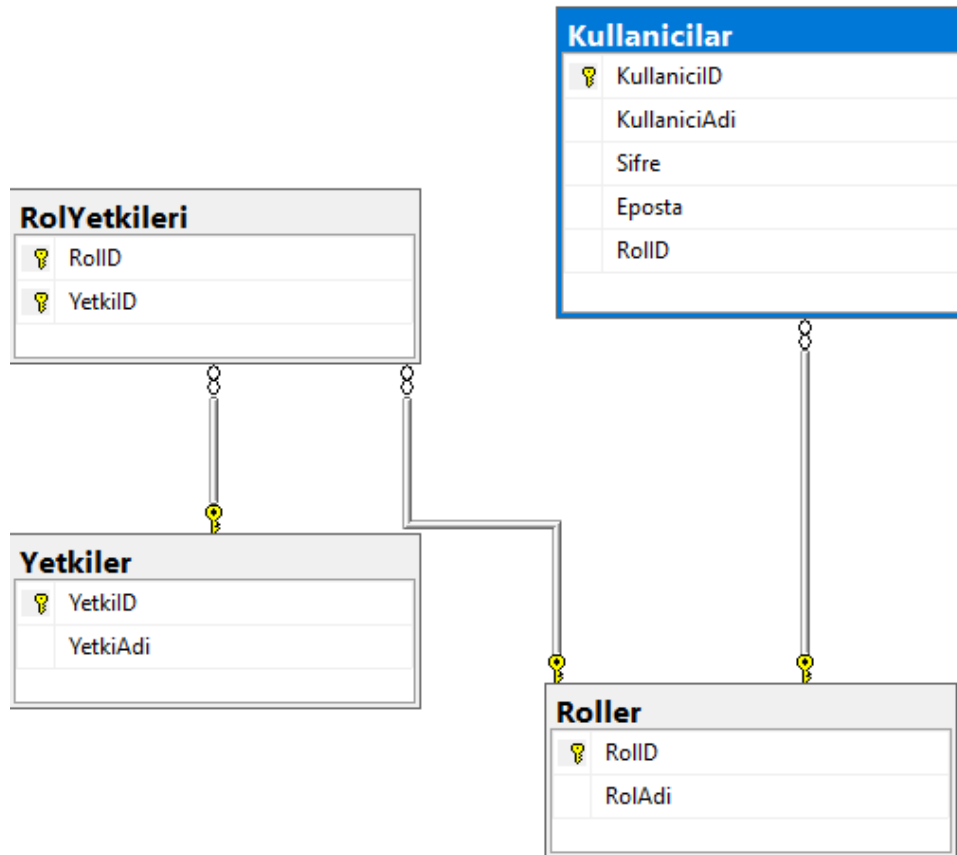 Kullanicilar
KullaniciID
KullaniciAdi
Sifre
Eposta
RolID
RolYetkileri
RolID
YetkiID
Yetkiler
YetkiID
YetkiAdi
Roller
RolID
RolAdi